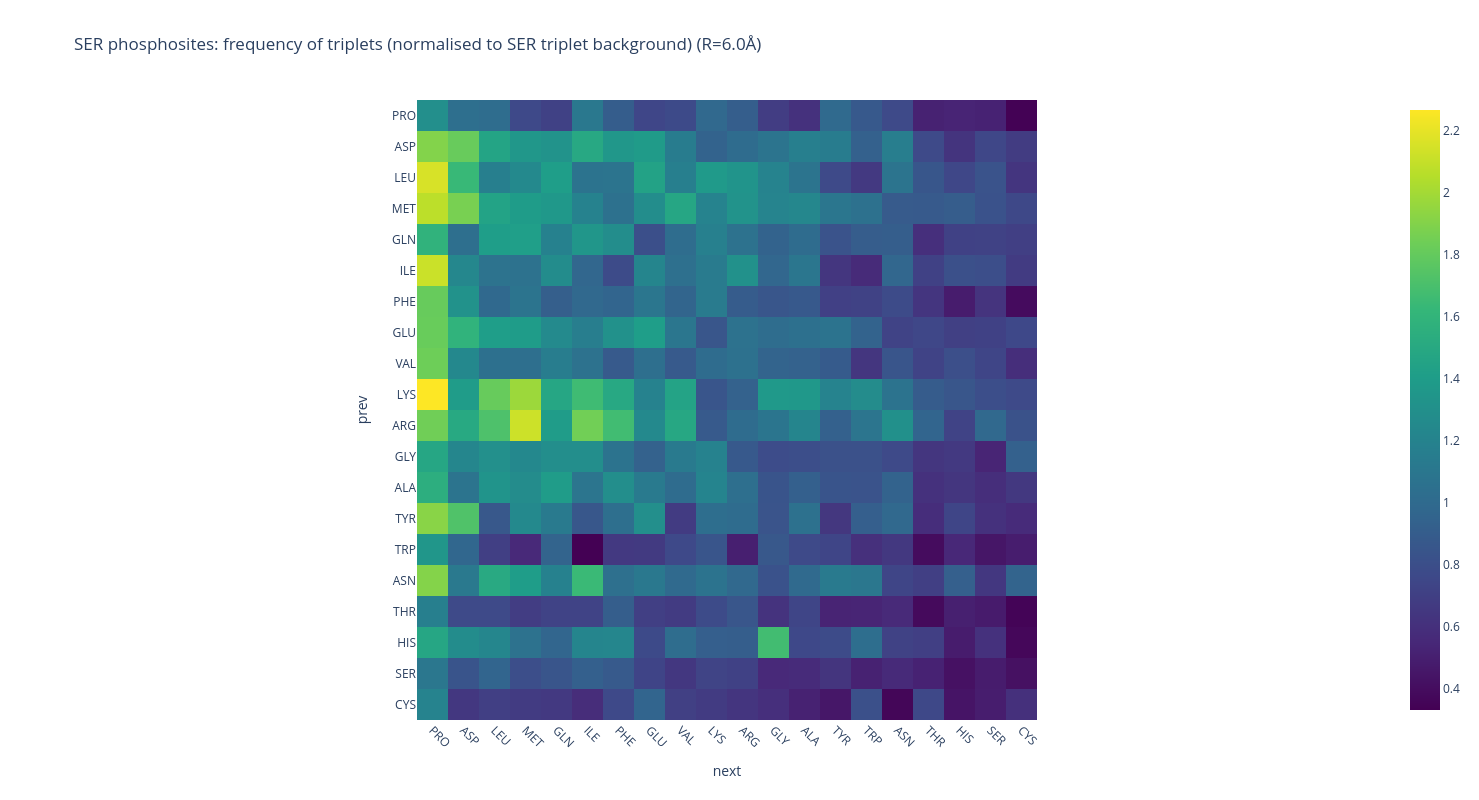 SER phosphosites: frequency of triplets (normalised to SER triplet background) (R=6.0Å)
PRO
ASP
LEU
MET
GLN
ILE
PHE
GLU
VAL
LYS
ARG
GLY
ALA
TYR
TRP
ASN
THR
HIS
SER
CYS
prev
PRO ASP LEU MET GLN ILE PHE GLU VAL LYS ARG GLY ALA TYR TRP ASN THR HIS SER CYS
next
2.2
2
1.8
1.6
1.4
1.2
1
0.8
0.6
0.4